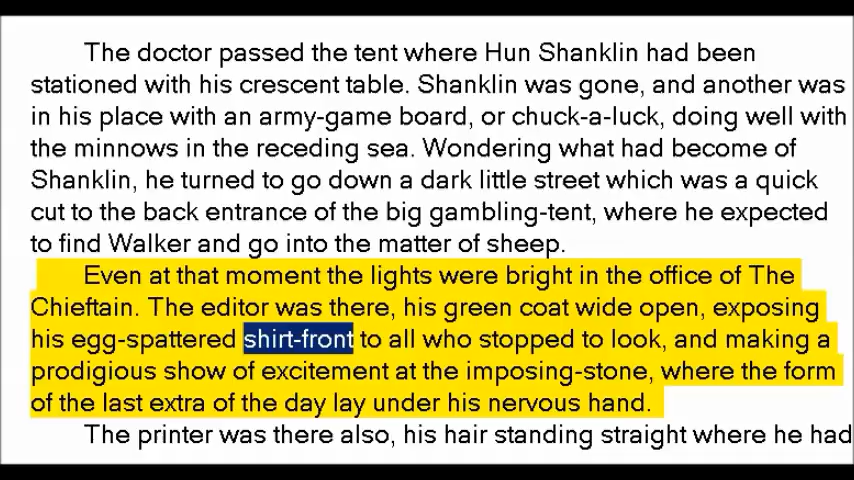 The doctor passed the tent where Hun Shanklin had been
stationed with his crescent table. Shanklin was gone, and another was
in his place with an army-game board, or chuck-a-luck, doing well with
the minnows in the receding sea. Wondering what had become of
Shanklin, he turned to go down a dark little street which was a quick
cut to the back entrance of the big gambling-tent, where he expected
to find Walker and go into the matter of sheep.
Even at that moment the lights were bright in the office of The
Chieftain. The editor was there, his green coat wide open, exposing
his egg-spattered shirt-front to all who stopped to look, and making a
prodigious show of excitement at the imposing-stone, where the form
of the last extra of the day lay under his nervous hand.
The printer was there also, his hair standing straight where he had